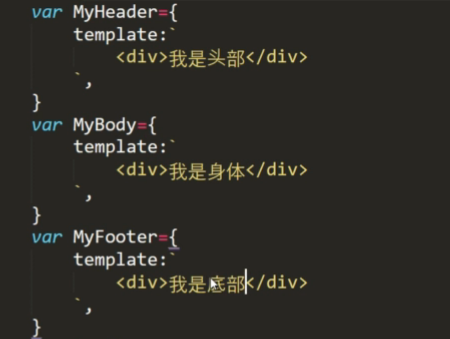 var MyHeader={
    template:`
        <div>我是头部</div>
    `,
}
var MyBody={
    template:`
        <div>我是身体</div>
    `,
}
var MyFooter={
    template:`
        <div>我是底部</div>
    `,
}